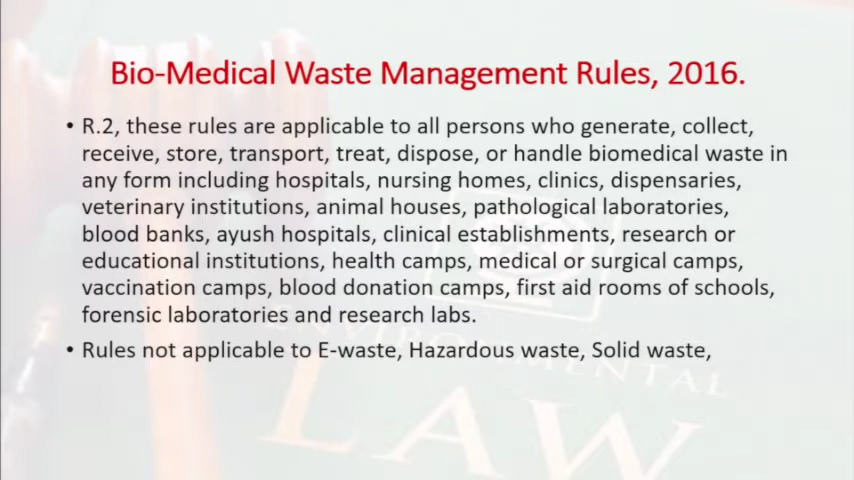 Bio-Medical Waste Management Rules, 2016.
• R.2, these rules are applicable to all persons who generate, collect,
receive, store, transport, treat, dispose, or handle biomedical waste in
any form including hospitals, nursing homes, clinics, dispensaries,
veterinary institutions, animal houses, pathological laboratories,
blood banks, ayush hospitals, clinical establishments, research or
educational institutions, health camps, medical or surgical camps,
vaccination camps, blood donation camps, first aid rooms of schools,
forensic laboratories and research labs.
• Rules not applicable to E-waste, Hazardous waste, Solid waste,
ENVIRONMENTAL
LAW